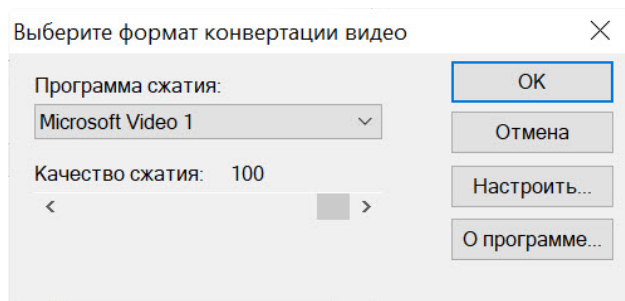 Выберите формат конвертации видео
Программа сжатия:
Microsoft Video 1
Качество сжатия: 100
OK
Отмена
Настроить...
О программе...